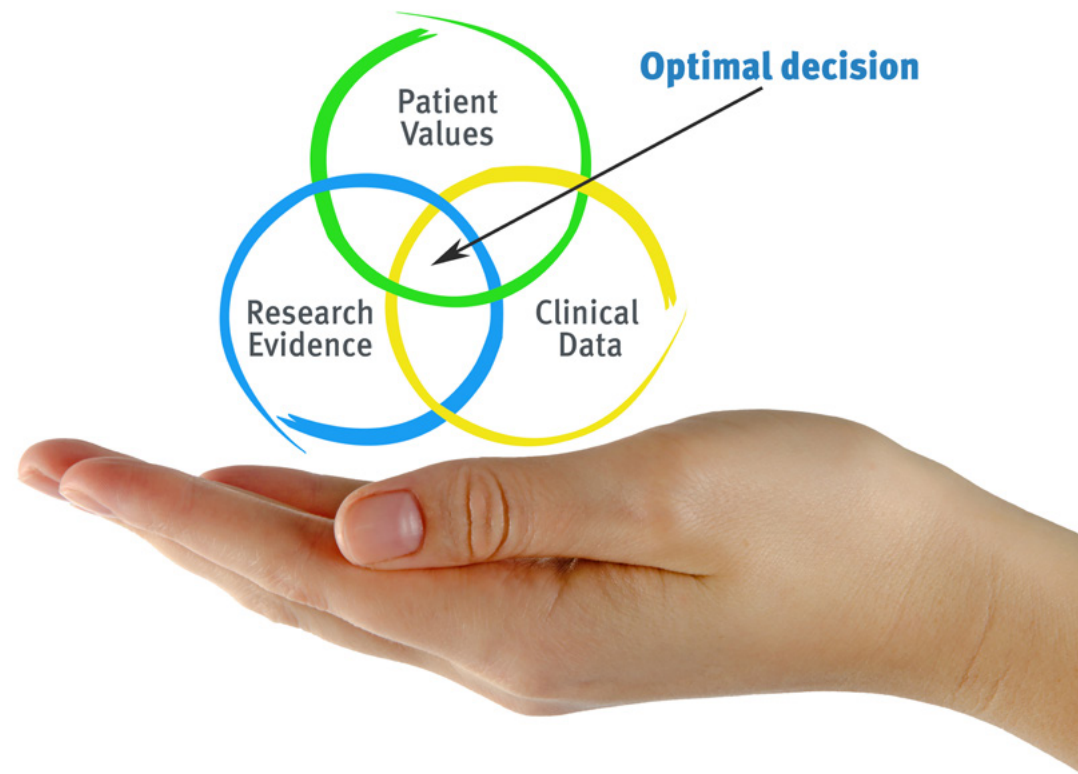 Optimal decision
Patient
Values
Research
Evidence
Clinical
Data